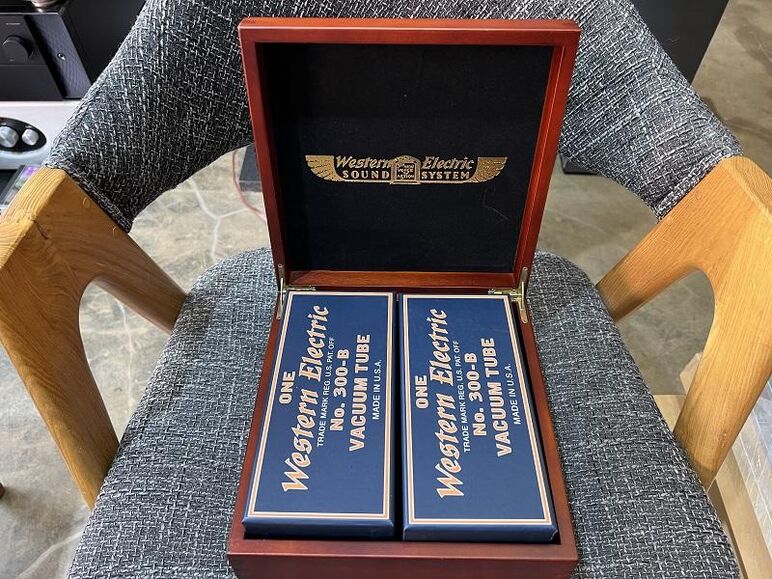 Western Electric
SOUND SYSTEM
ONE
Western Electric
TRADE MARK REG. U.S. PAT. OFF
No. 300-B
VACUUM TUBE
MADE IN U.S.A.
ONE
Western Electric
TRADE MARK REG. U.S. PAT. OFF
No. 300-B
VACUUM TUBE
MADE IN U.S.A.